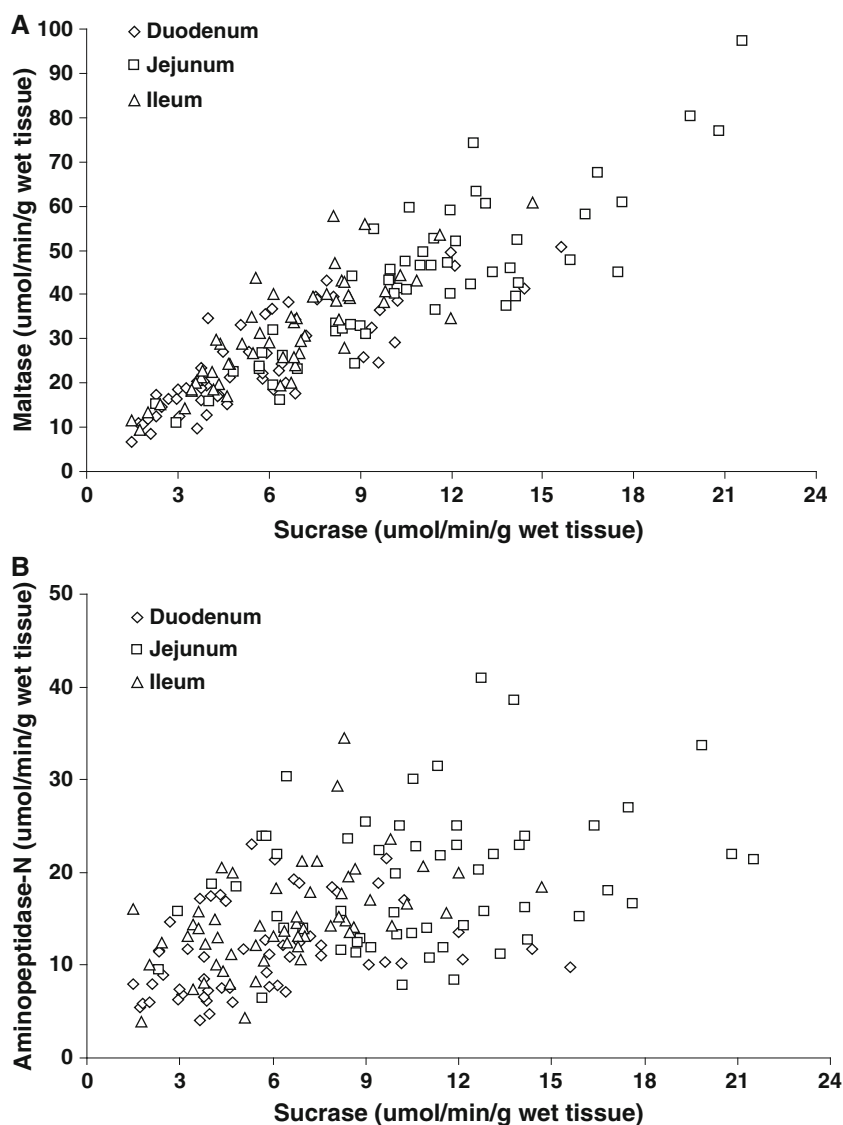 A
Maltase (umol/min/g wet tissue)
100
90
80
70
60
50
40
30
20
10
0
Duodenum
Jejunum
Ileum
0 3 6 9 12 15 18 21 24
Sucrase (umol/min/g wet tissue)
B
Aminopeptidase-N (umol/min/g wet tissue)
50
40
30
20
10
0
Duodenum
Jejunum
Ileum
0 3 6 9 12 15 18 21 24
Sucrase (umol/min/g wet tissue)